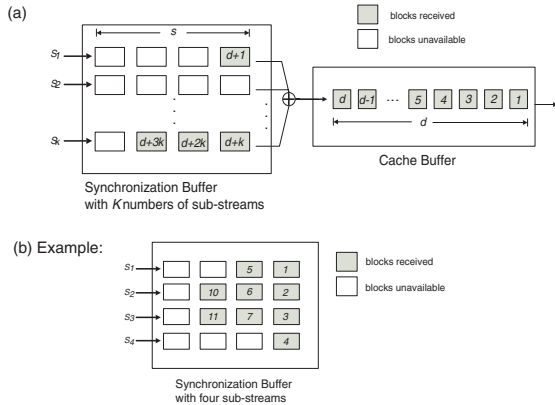 (a)
s
blocks received
blocks unavailable
S1
d+1
S2
Sk
d+3k d+2k d+k
d d-1 ... 5 4 3 2 1
d
Cache Buffer
Synchronization Buffer
with K numbers of sub-streams
(b) Example:
S1 5 1
S2 10 6 2
S3 11 7 3
S4 4
blocks received
blocks unavailable
Synchronization Buffer
with four sub-streams